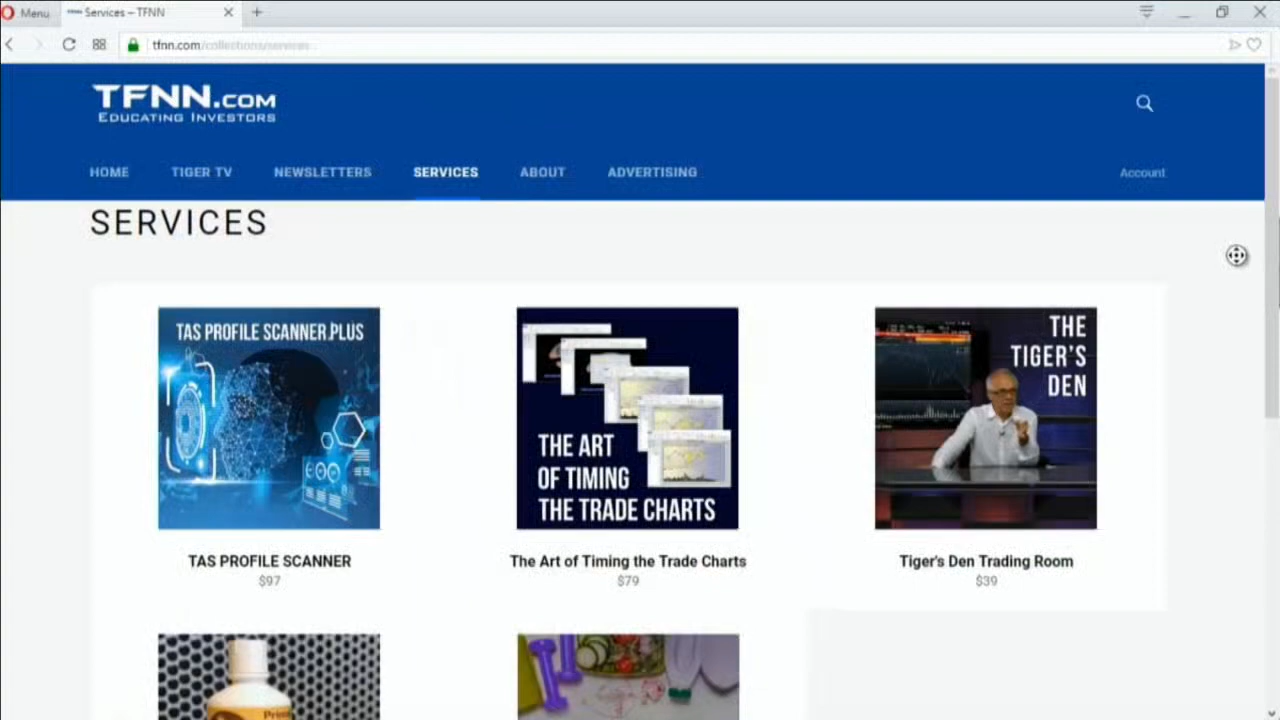 Menu
Services – TFNN
tfnn.com/collections/services
TFNN.COM
EDUCATING INVESTORS
HOME
TIGER TV
NEWSLETTERS
SERVICES
ABOUT
ADVERTISING
Account
SERVICES
TAS PROFILE SCANNER PLUS
THE ART
OF TIMING
THE TRADE CHARTS
THE
TIGER'S
DEN
TAS PROFILE SCANNER
$97
The Art of Timing the Trade Charts
$79
Tiger's Den Trading Room
$39